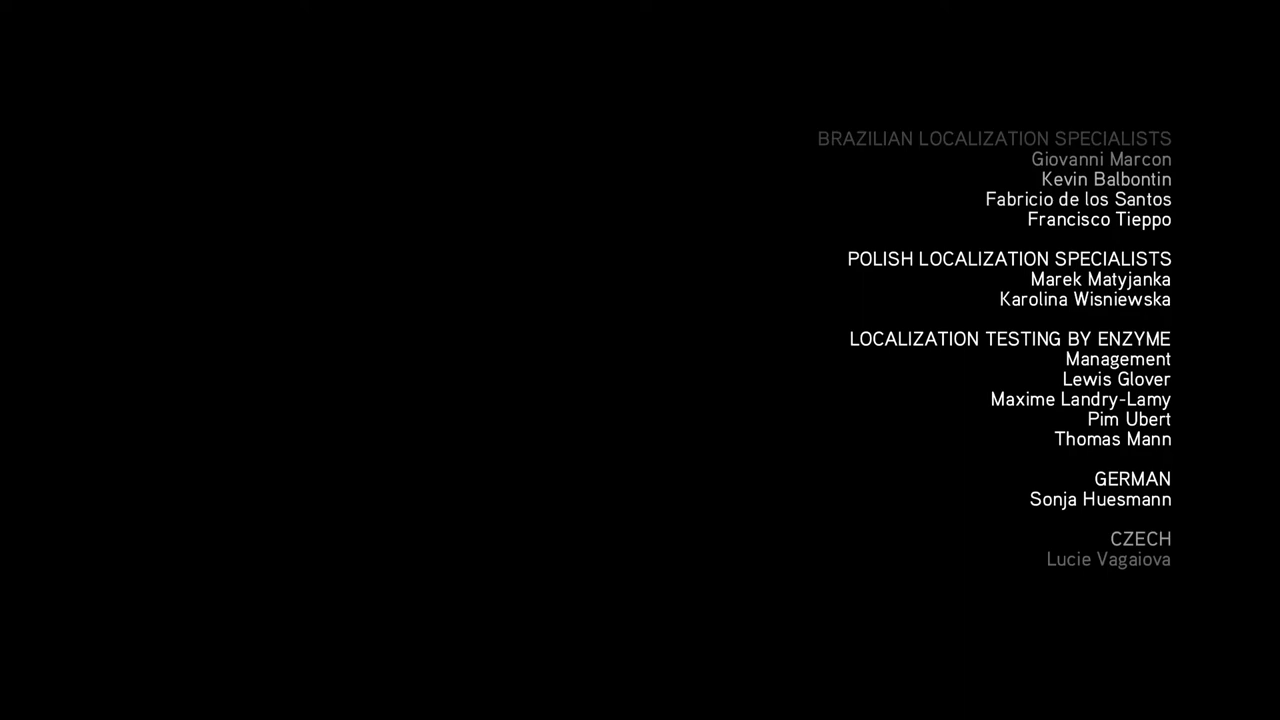 BRAZILIAN LOCALIZATION SPECIALISTS
Giovanni Marcon
Kevin Balbontin
Fabricio de los Santos
Francisco Tieppo
POLISH LOCALIZATION SPECIALISTS
Marek Matyjanka
Karolina Wisniewska
LOCALIZATION TESTING BY ENZYME
Management
Lewis Glover
Maxime Landry-Lamy
Pim Ubert
Thomas Mann
GERMAN
Sonja Huesmann
CZECH
Lucie Vagaiova